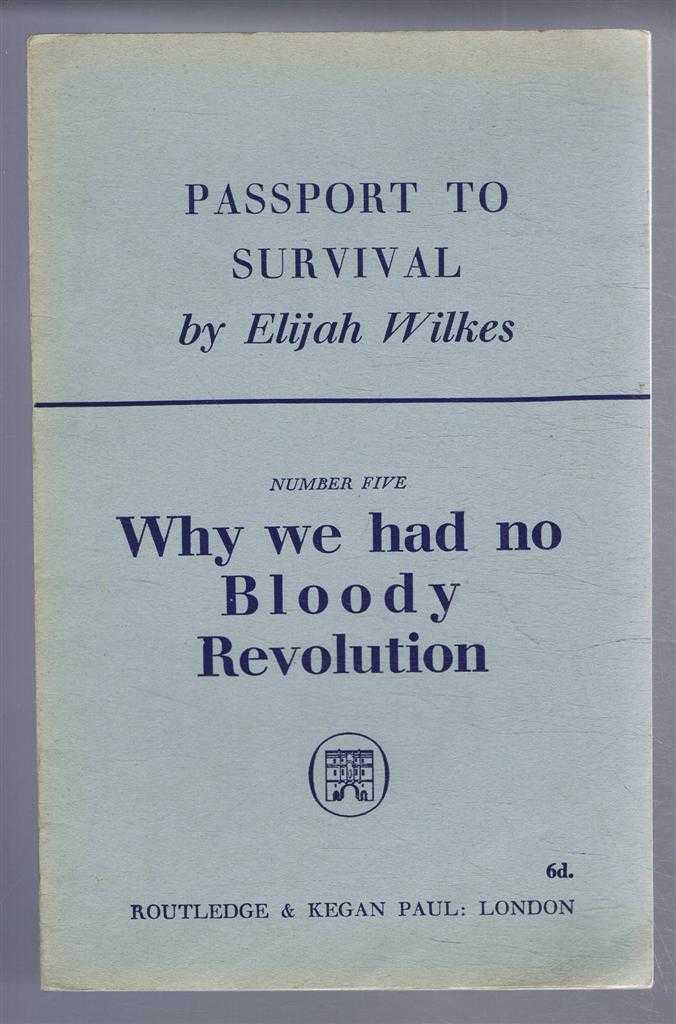 PASSPORT TO
SURVIVAL
by Elijah Wilkes
NUMBER FIVE
Why we had no
Bloody
Revolution
6d.
ROUTLEDGE & KEGAN PAUL: LONDON